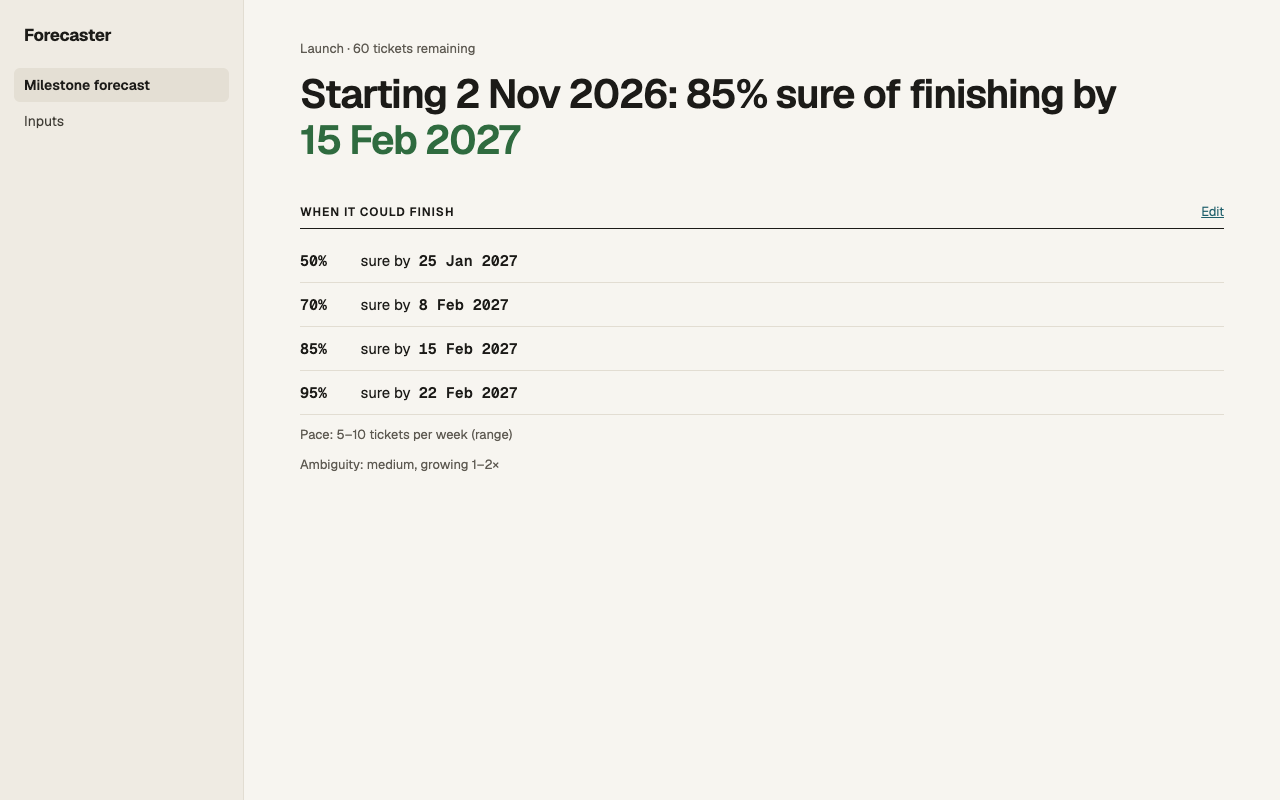 Forecaster
Milestone forecast
Inputs
Launch · 60 tickets remaining
Starting 2 Nov 2026: 85% sure of finishing by
15 Feb 2027
WHEN IT COULD FINISH
Edit
50% sure by 25 Jan 2027
70% sure by 8 Feb 2027
85% sure by 15 Feb 2027
95% sure by 22 Feb 2027
Pace: 5–10 tickets per week (range)
Ambiguity: medium, growing 1–2×